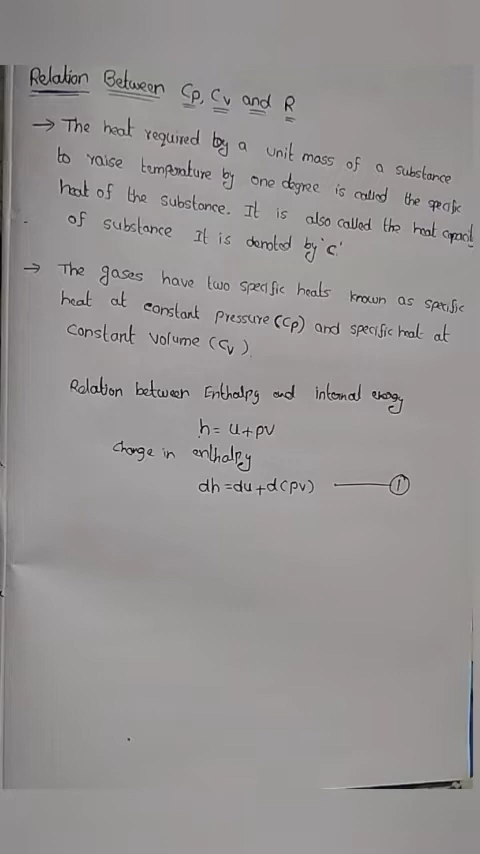 Relation Between Cp, Cv and R
→ The heat required by a unit mass of a substance
to raise temperature by one degree is called the specific
heat of the substance. It is also called the heat capacit
of substance It is denoted by 'c'
→ The gases have two specific heats known as specific
heat at constant pressure (Cp) and specific heat at
constant volume (Cv).
Relation between Enthalpy and internal energy
h = u+pv
change in enthalpy
dh = du + d(pv) ——— ①